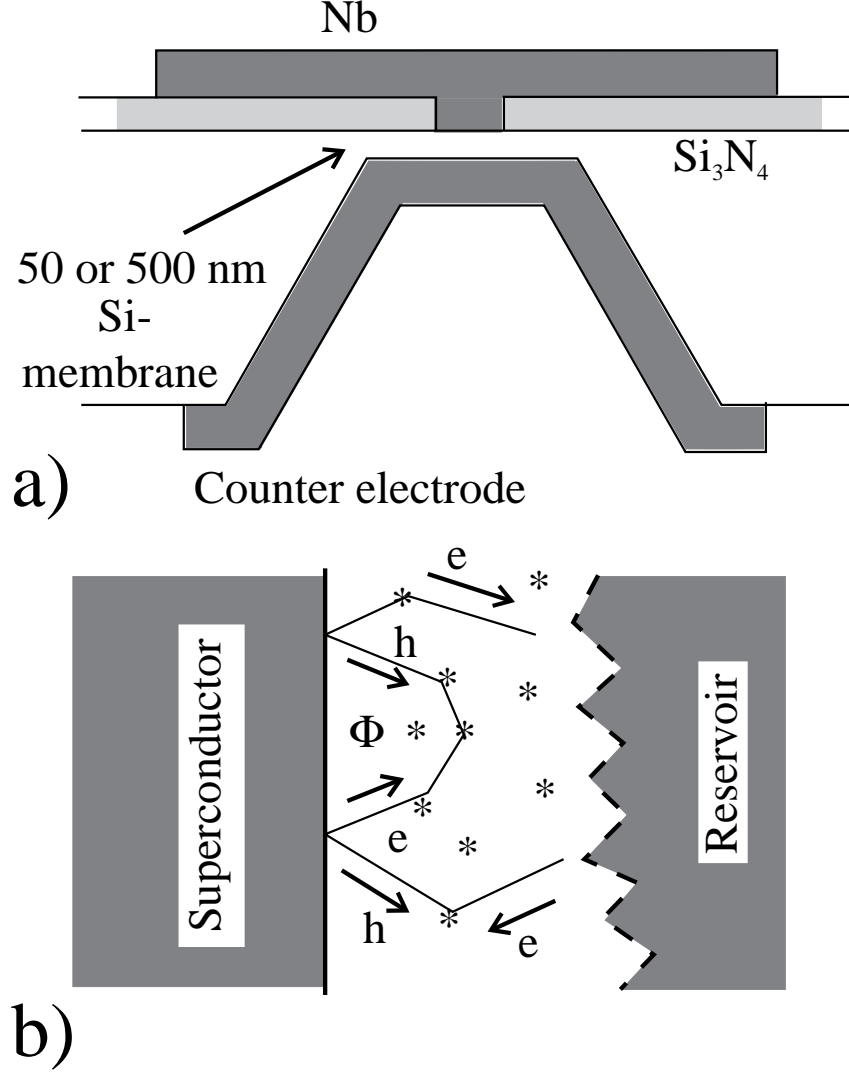 Nb
Si₃N₄
50 or 500 nm
Si-
membrane
a)
Counter electrode
e
h
Superconductor
Φ
Reservoir
e
h
e
b)